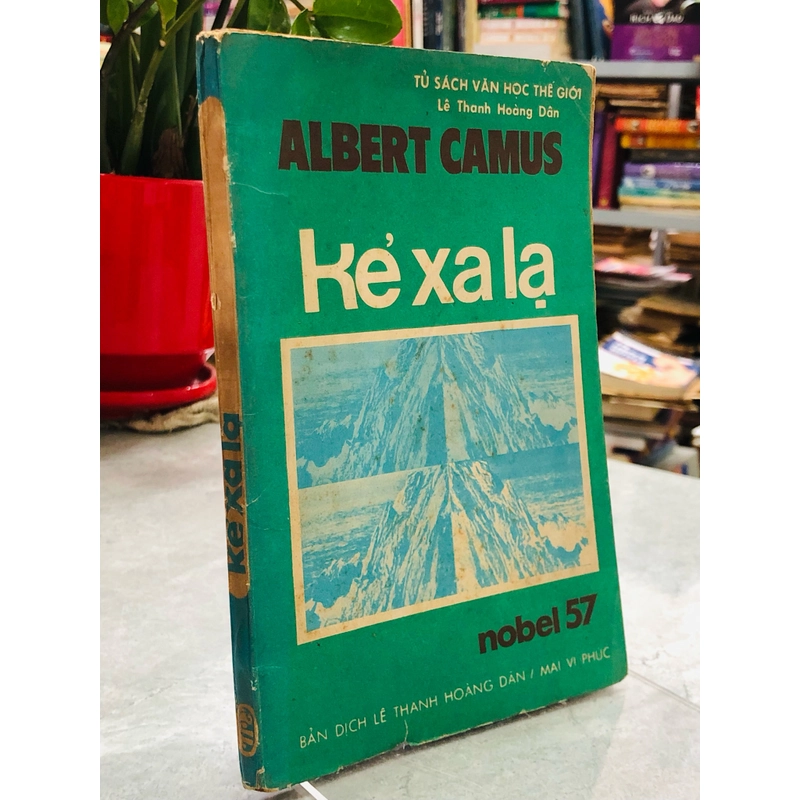 TỦ SÁCH VĂN HỌC THẾ GIỚI
Lê Thanh Hoàng Dân
ALBERT CAMUS
kẻ xa lạ
nobel 57
BẢN DỊCH LÊ THANH HOÀNG DÂN / MAI VI PHÚC
kẻ xa lạ